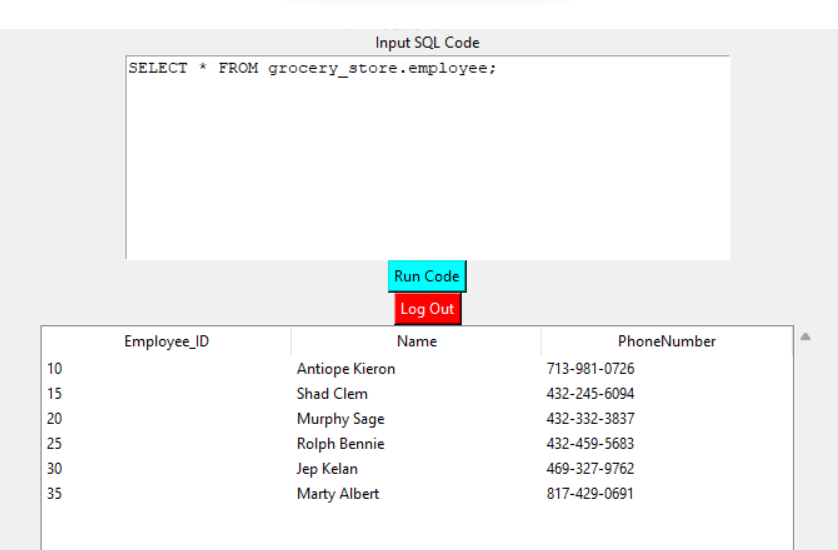 Input SQL Code
SELECT * FROM grocery_store.employee;
Run Code
Log Out
Employee_ID Name PhoneNumber
10 Antiope Kieron 713-981-0726
15 Shad Clem 432-245-6094
20 Murphy Sage 432-332-3837
25 Rolph Bennie 432-459-5683
30 Jep Kelan 469-327-9762
35 Marty Albert 817-429-0691